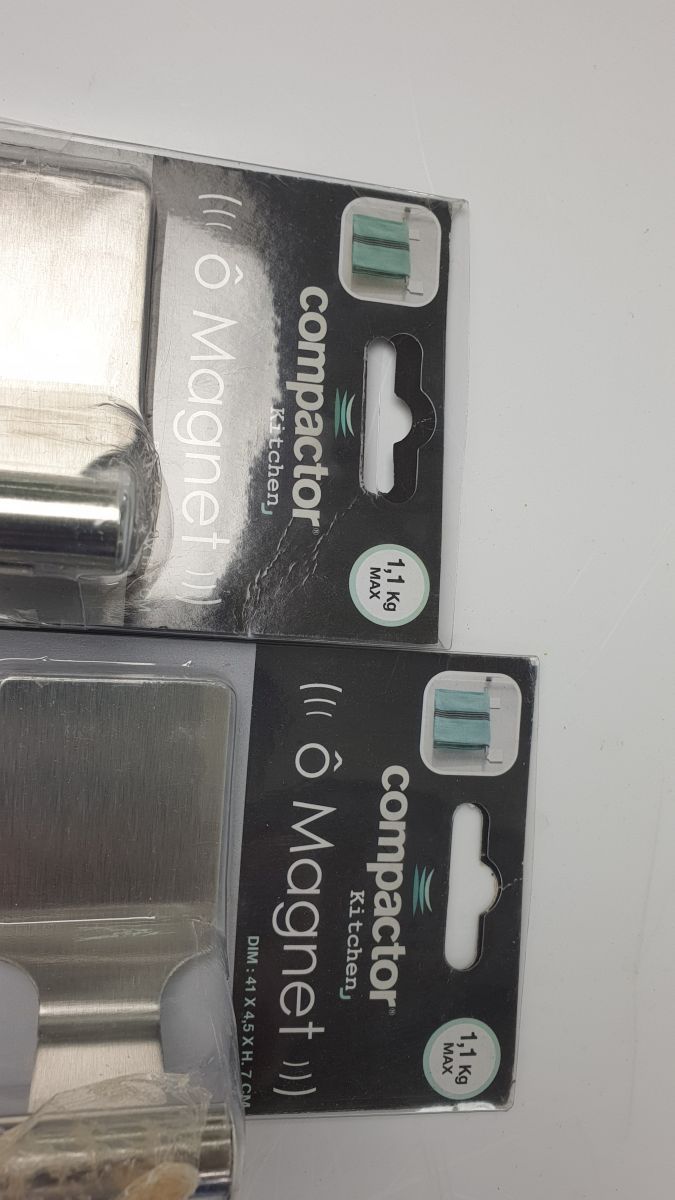 compactor®
Kitchen
((( Ô Magnet )))
1,1 Kg
MAX
compactor®
Kitchen
((( Ô Magnet )))
DIM : 41 X 4,5 X H. 7 CM
1,1 Kg
MAX